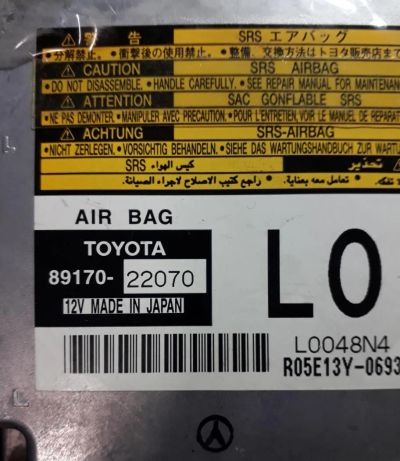 ⚠ 警告 SRS エアバッグ
•分解禁止。•衝撃後の使用禁止。•整備、交換方法はトヨタ販売店まで
⚠ CAUTION SRS AIRBAG
•DO NOT DISASSEMBLE. •HANDLE CAREFULLY. •SEE REPAIR MANUAL FOR MAINTENAN
⚠ ATTENTION SAC GONFLABLE SRS
•NE PAS DEMONTER •MANIPULER AVEC PRECAUTION. •POUR L'ENTRETIEN, VOIR LE MANUEL DE REPARAT
⚠ ACHTUNG SRS-AIRBAG
•NICHT ZERLEGEN. •VORSICHTIG BEHANDELN. •SIEHE DAS WARTUNGSHANDBUCH ZUR WARTU
⚠ تحذير كيس الهواء SRS
• تعامل معه بعناية. • راجع كتيب الاصلاح لاجراء الصيانة.
AIR BAG
TOYOTA
89170- 22070
12V MADE IN JAPAN
LO
L0048N4
R05E13Y-0693